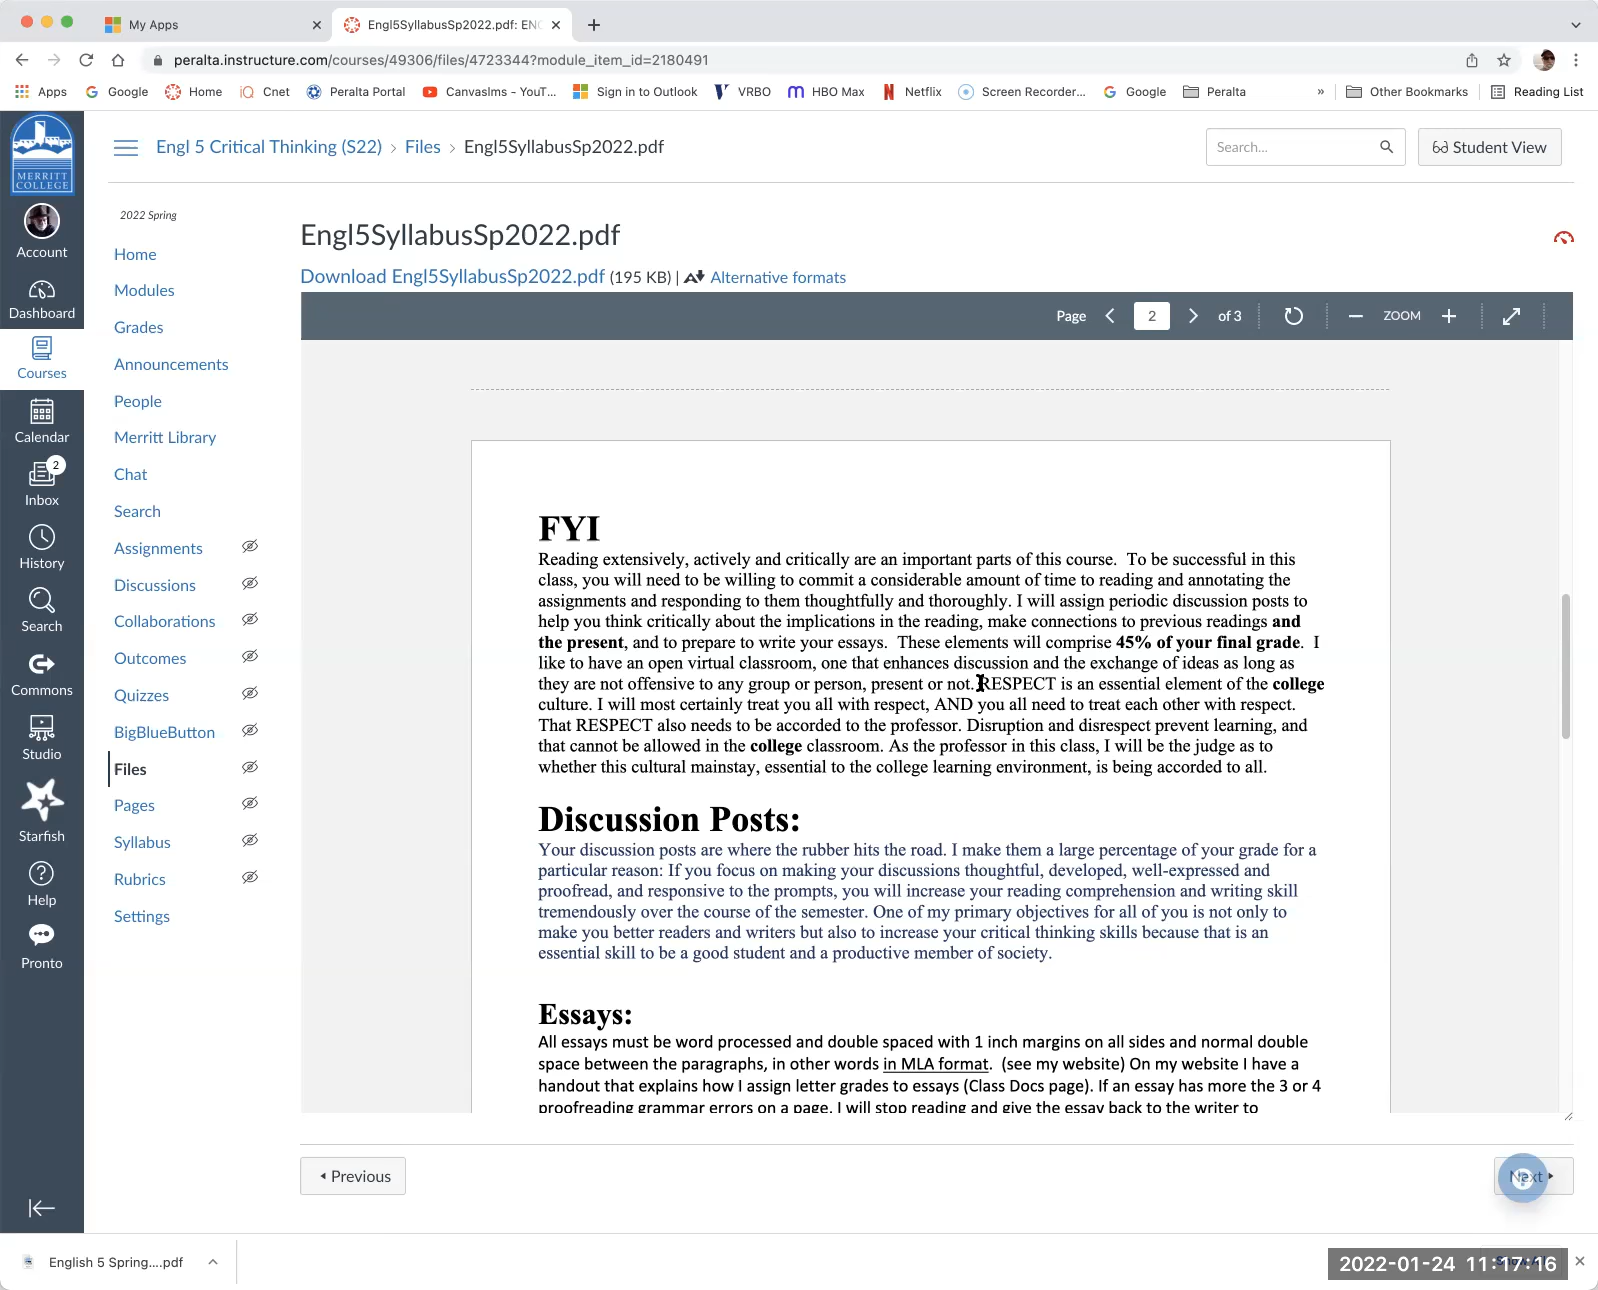 My Apps
Engl5SyllabusSp2022.pdf: ENG
peralta.instructure.com/courses/49306/files/4723344?module_item_id=2180491
Apps Google Home Cnet Peralta Portal Canvaslms - YouT... Sign in to Outlook VRBO HBO Max Netflix Screen Recorder... Google Peralta » Other Bookmarks Reading List
MERRITT
COLLEGE
Account
Dashboard
Courses
Calendar
2
Inbox
History
Search
Commons
Studio
Starfish
Help
Pronto
Engl 5 Critical Thinking (S22) › Files › Engl5SyllabusSp2022.pdf
Search...
Student View
2022 Spring
Home
Modules
Grades
Announcements
People
Merritt Library
Chat
Search
Assignments
Discussions
Collaborations
Outcomes
Quizzes
BigBlueButton
Files
Pages
Syllabus
Rubrics
Settings
Engl5SyllabusSp2022.pdf
Download Engl5SyllabusSp2022.pdf (195 KB) | Alternative formats
Page 2 of 3 ZOOM
FYI
Reading extensively, actively and critically are an important parts of this course. To be successful in this
class, you will need to be willing to commit a considerable amount of time to reading and annotating the
assignments and responding to them thoughtfully and thoroughly. I will assign periodic discussion posts to
help you think critically about the implications in the reading, make connections to previous readings and
the present, and to prepare to write your essays. These elements will comprise 45% of your final grade. I
like to have an open virtual classroom, one that enhances discussion and the exchange of ideas as long as
they are not offensive to any group or person, present or not. RESPECT is an essential element of the college
culture. I will most certainly treat you all with respect, AND you all need to treat each other with respect.
That RESPECT also needs to be accorded to the professor. Disruption and disrespect prevent learning, and
that cannot be allowed in the college classroom. As the professor in this class, I will be the judge as to
whether this cultural mainstay, essential to the college learning environment, is being accorded to all.
Discussion Posts:
Your discussion posts are where the rubber hits the road. I make them a large percentage of your grade for a
particular reason: If you focus on making your discussions thoughtful, developed, well-expressed and
proofread, and responsive to the prompts, you will increase your reading comprehension and writing skill
tremendously over the course of the semester. One of my primary objectives for all of you is not only to
make you better readers and writers but also to increase your critical thinking skills because that is an
essential skill to be a good student and a productive member of society.
Essays:
All essays must be word processed and double spaced with 1 inch margins on all sides and normal double
space between the paragraphs, in other words in MLA format. (see my website) On my website I have a
handout that explains how I assign letter grades to essays (Class Docs page). If an essay has more the 3 or 4
proofreading grammar errors on a page, I will stop reading and give the essay back to the writer to
Previous
Next
English 5 Spring....pdf
2022-01-24 11:17:16